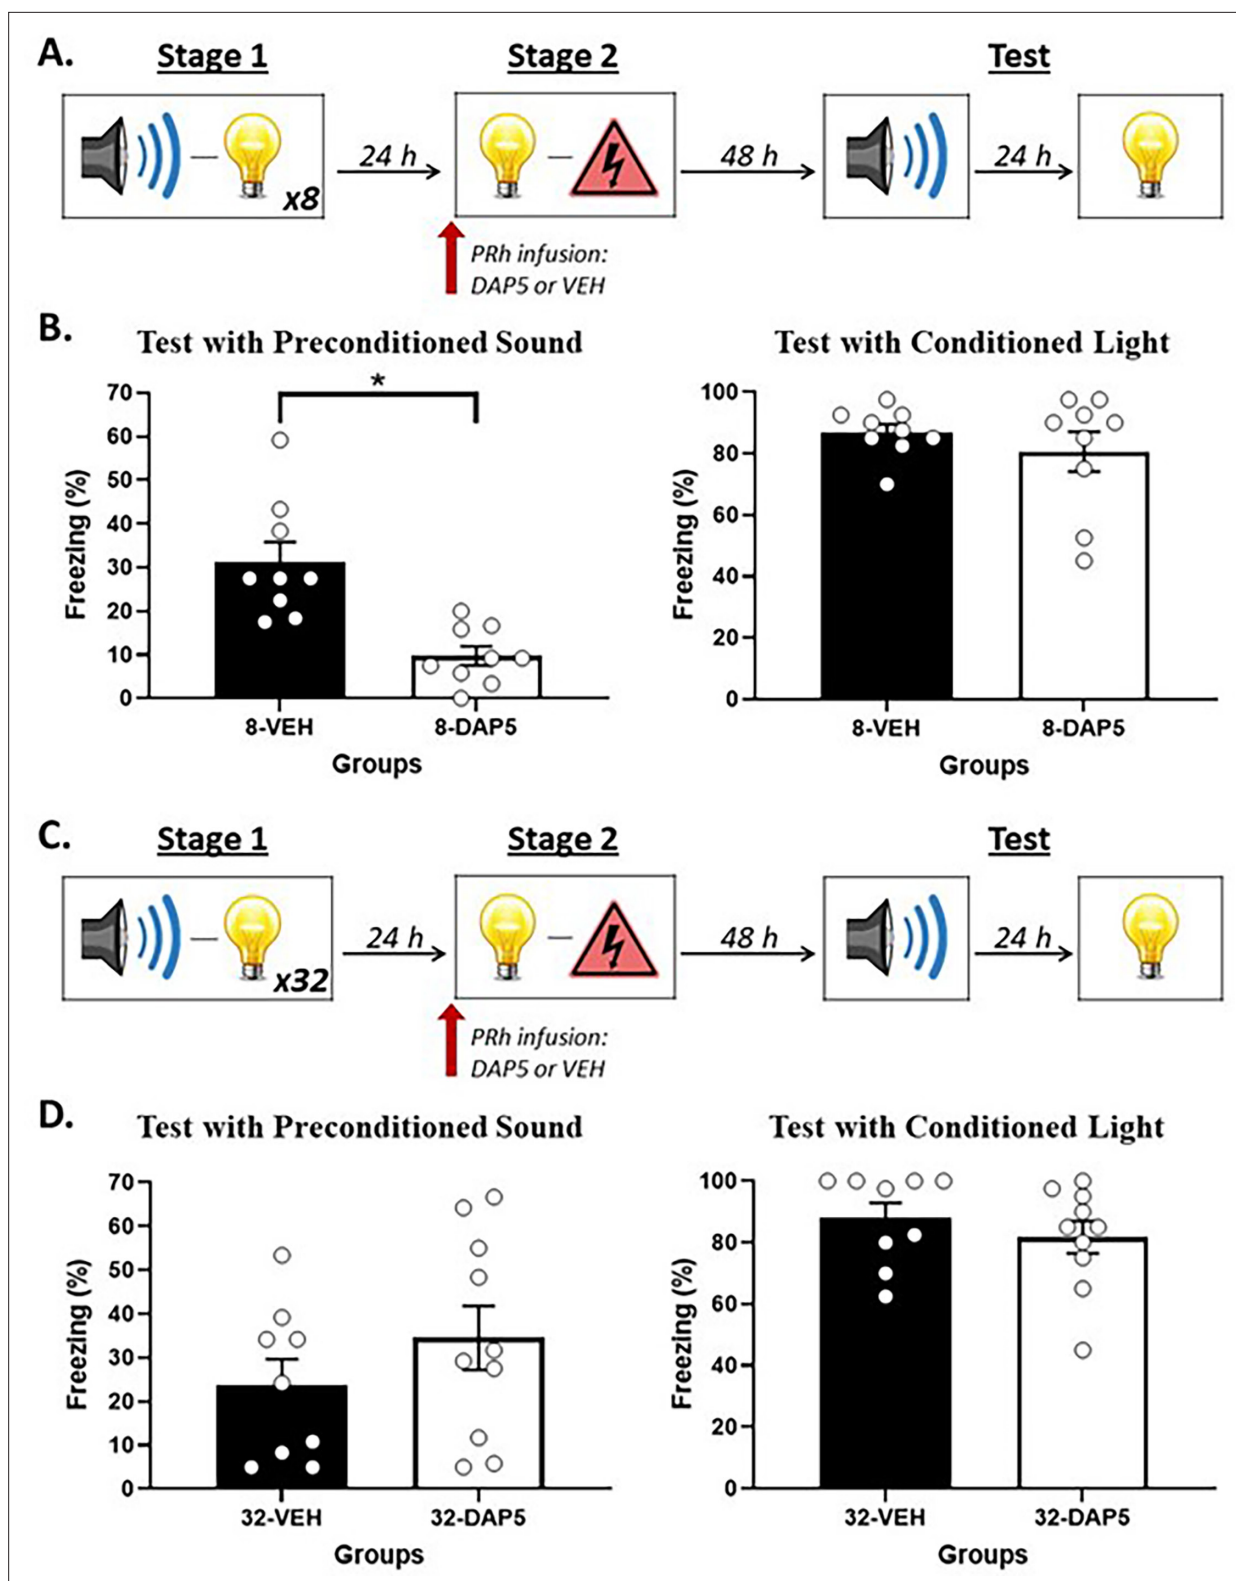 A.
Stage 1
Stage 2
Test
24 h
48 h
24 h
x8
PRh infusion:
DAP5 or VEH
B.
Test with Preconditioned Sound
Test with Conditioned Light
*
70
60
50
40
30
20
10
0
Freezing (%)
8-VEH
8-DAP5
Groups
100
80
60
40
20
0
Freezing (%)
8-VEH
8-DAP5
Groups
C.
Stage 1
Stage 2
Test
24 h
48 h
24 h
x32
PRh infusion:
DAP5 or VEH
D.
Test with Preconditioned Sound
Test with Conditioned Light
70
60
50
40
30
20
10
0
Freezing (%)
32-VEH
32-DAP5
Groups
100
80
60
40
20
0
Freezing (%)
32-VEH
32-DAP5
Groups